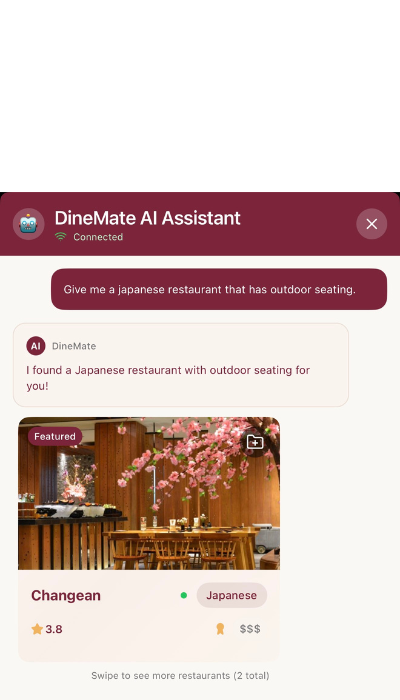 DineMate AI Assistant
Connected
Give me a japanese restaurant that has outdoor seating.
AI DineMate
I found a Japanese restaurant with outdoor seating for
you!
Featured
Changean Japanese
3.8 $$$
Swipe to see more restaurants (2 total)